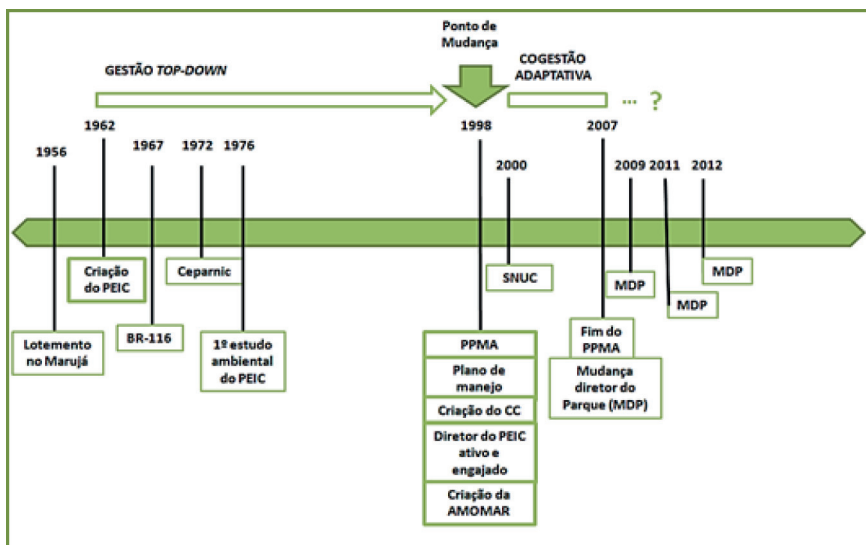 Ponto de
Mudança
GESTÃO TOP-DOWN
COGESTÃO
ADAPTATIVA
... ?
1956
1962
1967
1972
1976
1998
2000
2007
2009
2011
2012
Criação
do PEIC
Ceparnic
SNUC
MDP
MDP
MDP
Lotemento
no Marujá
BR-116
1º estudo
ambiental
do PEIC
PPMA
Plano de
manejo
Criação do CC
Diretor do PEIC
ativo e
engajado
Criação da
AMOMAR
Fim do
PPMA
Mudança
diretor do
Parque (MDP)